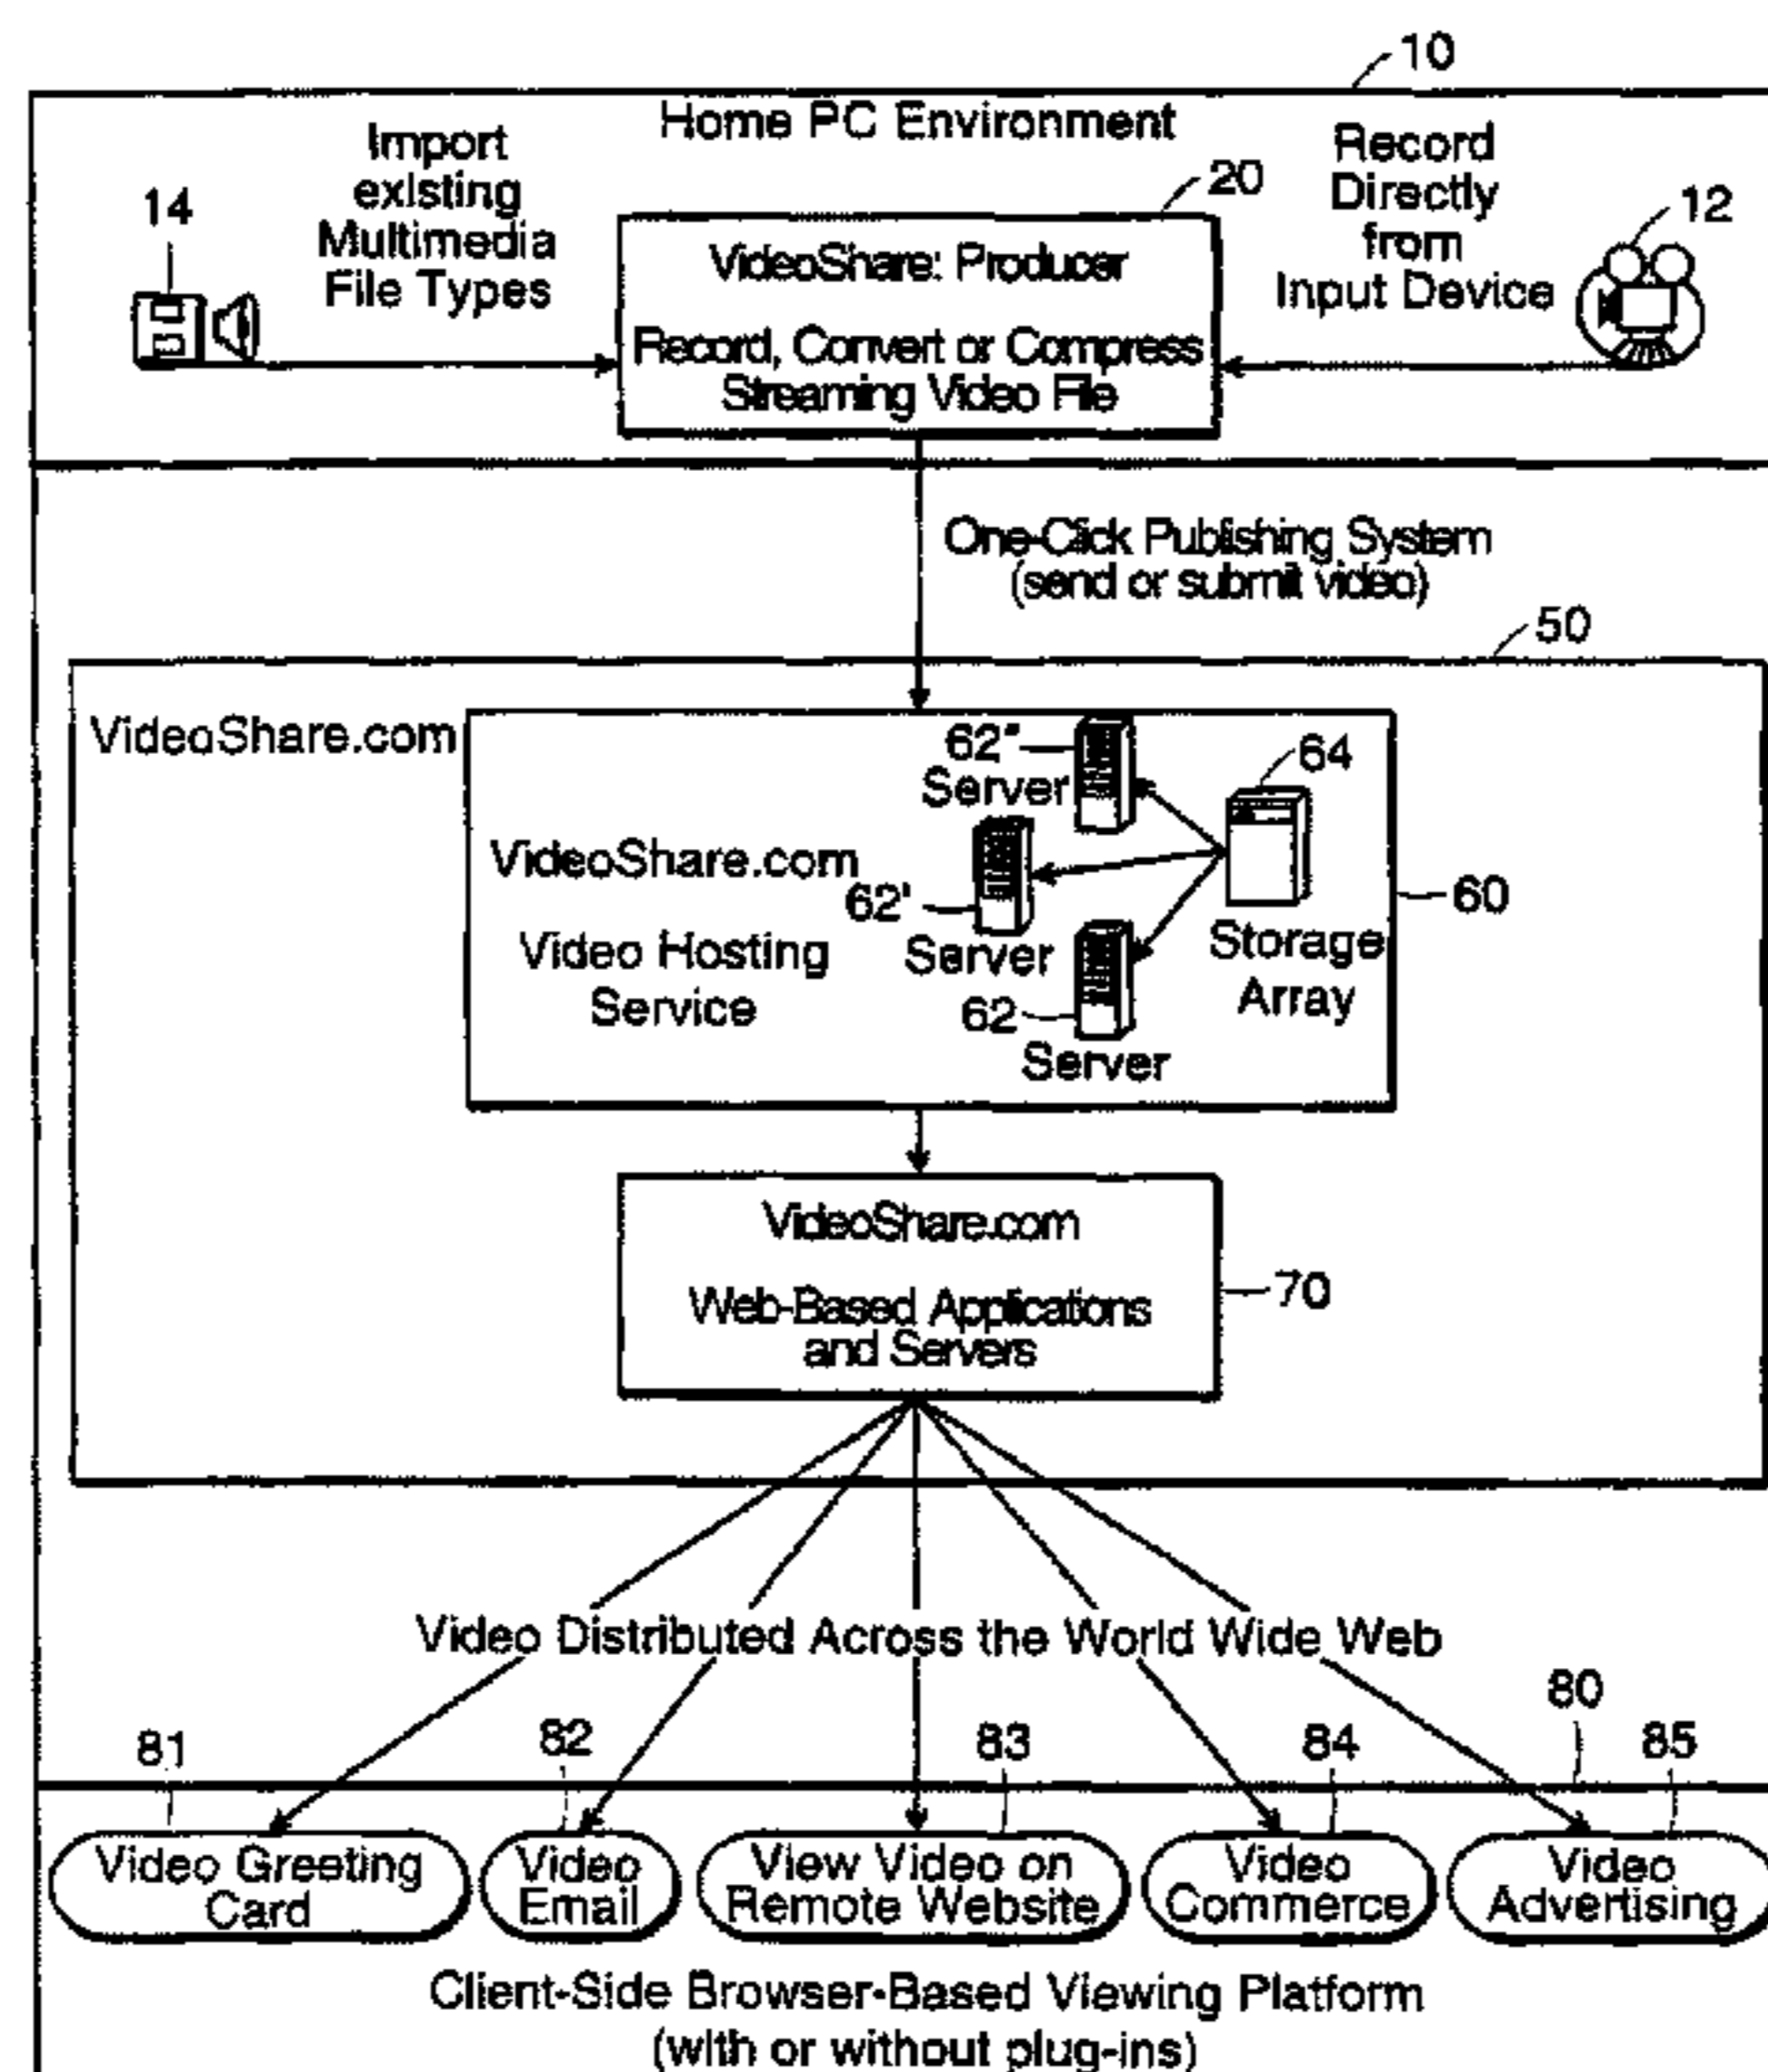 10
Home PC Environment
Import
existing
Multimedia
File Types
14
20
VideoShare: Producer
Record, Convert or Compress
Streaming Video File
Record
Directly
from
Input Device
12
One-Click Publishing System
(send or submit video)
50
VideoShare.com
62"
Server
64
VideoShare.com
62'
Server
Video Hosting
Service
Storage
Array
60
62
Server
VideoShare.com
Web-Based Applications
and Servers
70
Video Distributed Across the World Wide Web
80
81
82
83
84
85
Video Greeting
Card
Video
Email
View Video on
Remote Website
Video
Commerce
Video
Advertising
Client-Side Browser-Based Viewing Platform
(with or without plug-ins)